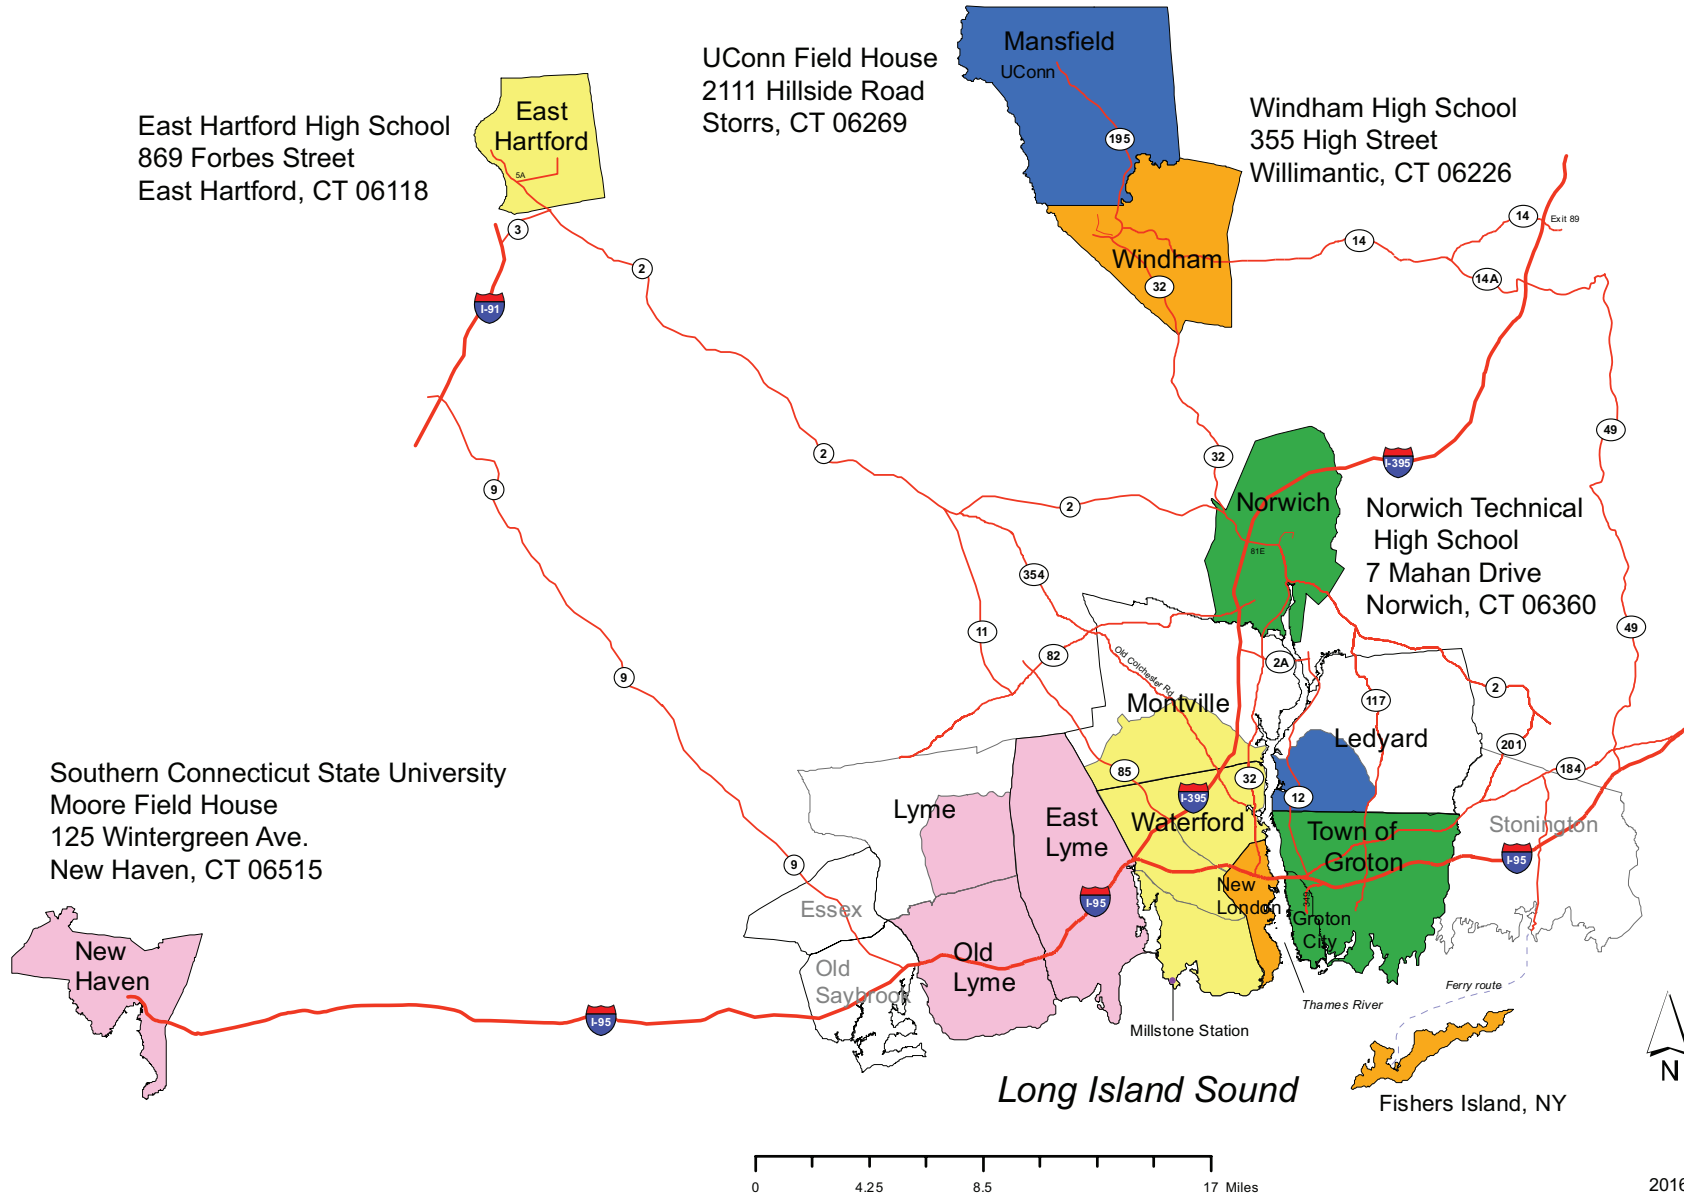 UConn Field House
2111 Hillside Road
Storrs, CT 06269
Mansfield
UConn
195
East Hartford High School
869 Forbes Street
East Hartford, CT 06118
East
Hartford
5A
3
Windham High School
355 High Street
Willimantic, CT 06226
Windham
32
14
14
Exit 89
14A
2
I-91
9
2
2
32
I-395
49
Norwich
81E
Norwich Technical
High School
7 Mahan Drive
Norwich, CT 06360
354
11
82
9
49
2A
Old Colchester Rd
Montville
117
2
Ledyard
201
184
85
32
I-395
12
Southern Connecticut State University
Moore Field House
125 Wintergreen Ave.
New Haven, CT 06515
Lyme
East
Lyme
Waterford
Town of
Groton
Stonington
I-95
9
New
London
349
Groton
City
I-95
Essex
Old
Saybrook
Old
Lyme
New
Haven
I-95
Millstone Station
Thames River
Ferry route
Long Island Sound
Fishers Island, NY
N
0
4.25
8.5
17 Miles
2016